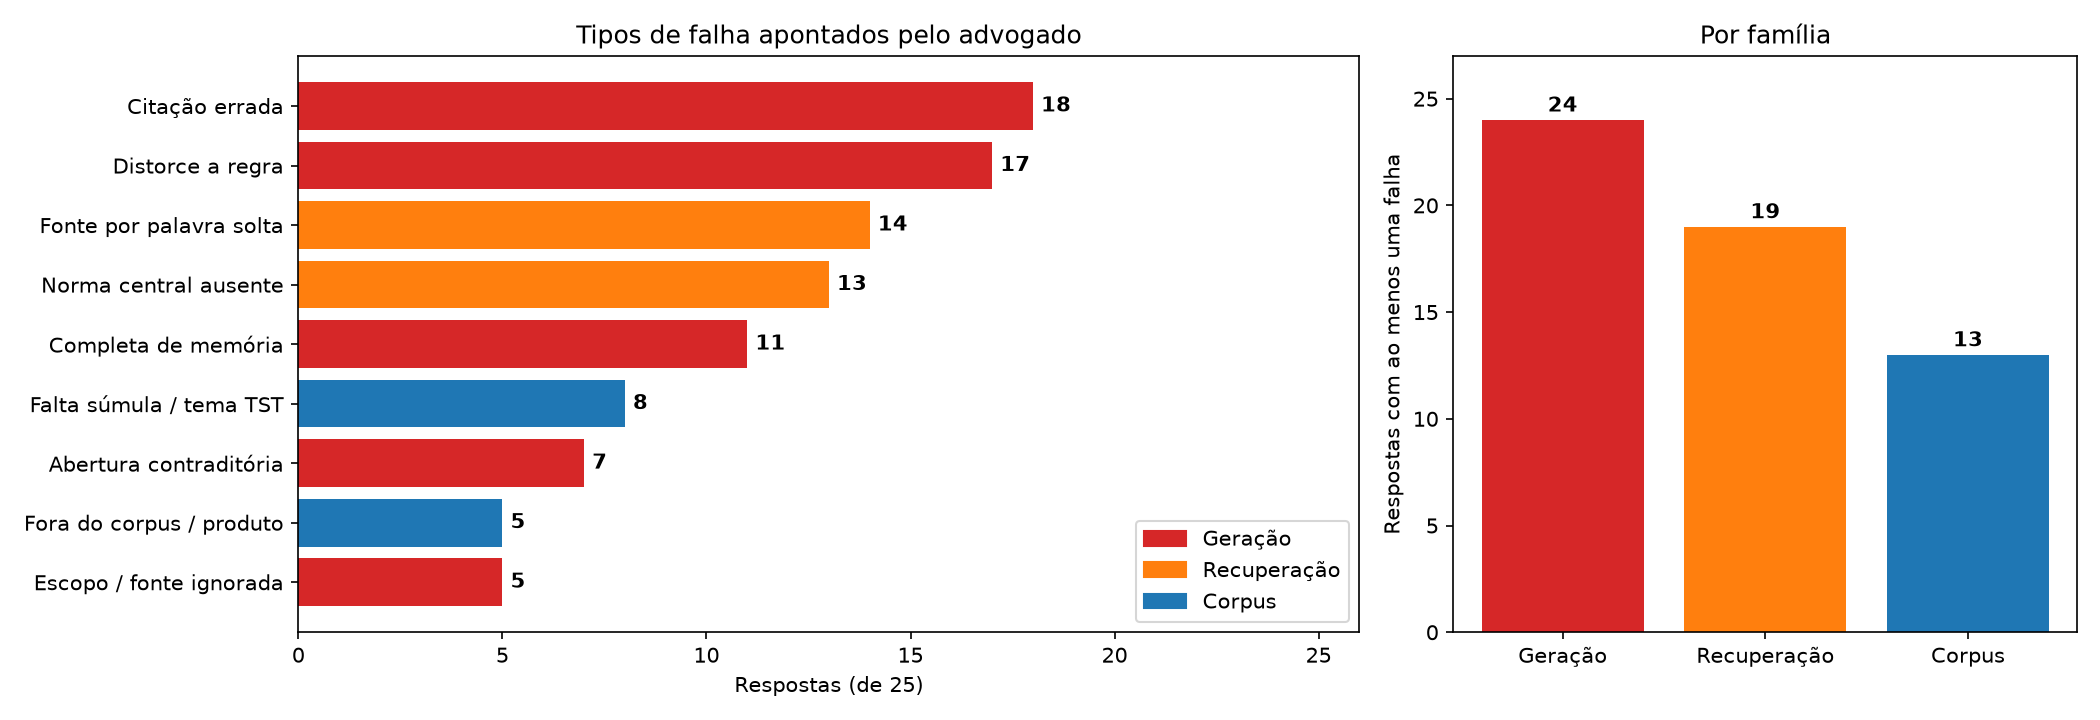 Tipos de falha apontados pelo advogado
Citação errada
18
Distorce a regra
17
Fonte por palavra solta
14
Norma central ausente
13
Completa de memória
11
Falta súmula / tema TST
8
Abertura contraditória
7
Fora do corpus / produto
5
Escopo / fonte ignorada
5
Geração
Recuperação
Corpus
0
5
10
15
20
25
Respostas (de 25)
Por família
Respostas com ao menos uma falha
25
20
15
10
5
0
24
19
13
Geração
Recuperação
Corpus